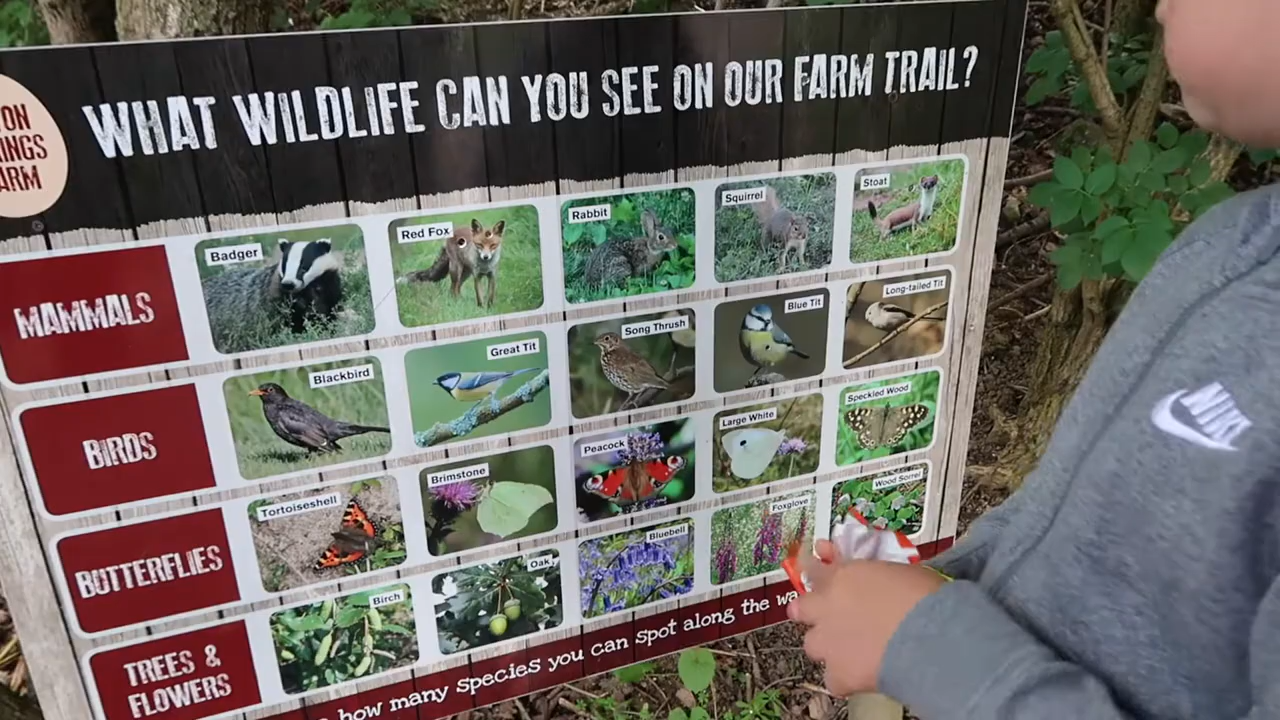 WHAT WILDLIFE CAN YOU SEE ON OUR FARM TRAIL?
ON
INGS
ARM
MAMMALS
Badger
Red Fox
Rabbit
Squirrel
Stoat
BIRDS
Blackbird
Great Tit
Song Thrush
Blue Tit
Long-tailed Tit
BUTTERFLIES
Tortoiseshell
Brimstone
Peacock
Large White
Speckled Wood
TREES &
FLOWERS
Birch
Oak
Bluebell
Foxglove
Wood Sorrel
how many species you can spot along the wa
NIKE